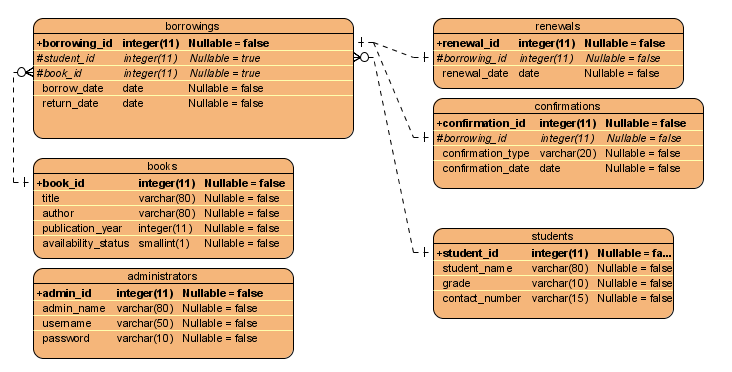 borrowings
+borrowing_id integer(11) Nullable = false
#student_id integer(11) Nullable = true
#book_id integer(11) Nullable = true
borrow_date date Nullable = false
return_date date Nullable = false
books
+book_id integer(11) Nullable = false
title varchar(80) Nullable = false
author varchar(80) Nullable = false
publication_year integer(11) Nullable = false
availability_status smallint(1) Nullable = false
administrators
+admin_id integer(11) Nullable = false
admin_name varchar(80) Nullable = false
username varchar(50) Nullable = false
password varchar(10) Nullable = false
renewals
+renewal_id integer(11) Nullable = false
#borrowing_id integer(11) Nullable = false
renewal_date date Nullable = false
confirmations
+confirmation_id integer(11) Nullable = false
#borrowing_id integer(11) Nullable = false
confirmation_type varchar(20) Nullable = false
confirmation_date date Nullable = false
students
+student_id integer(11) Nullable = fa...
student_name varchar(80) Nullable = false
grade varchar(10) Nullable = false
contact_number varchar(15) Nullable = false